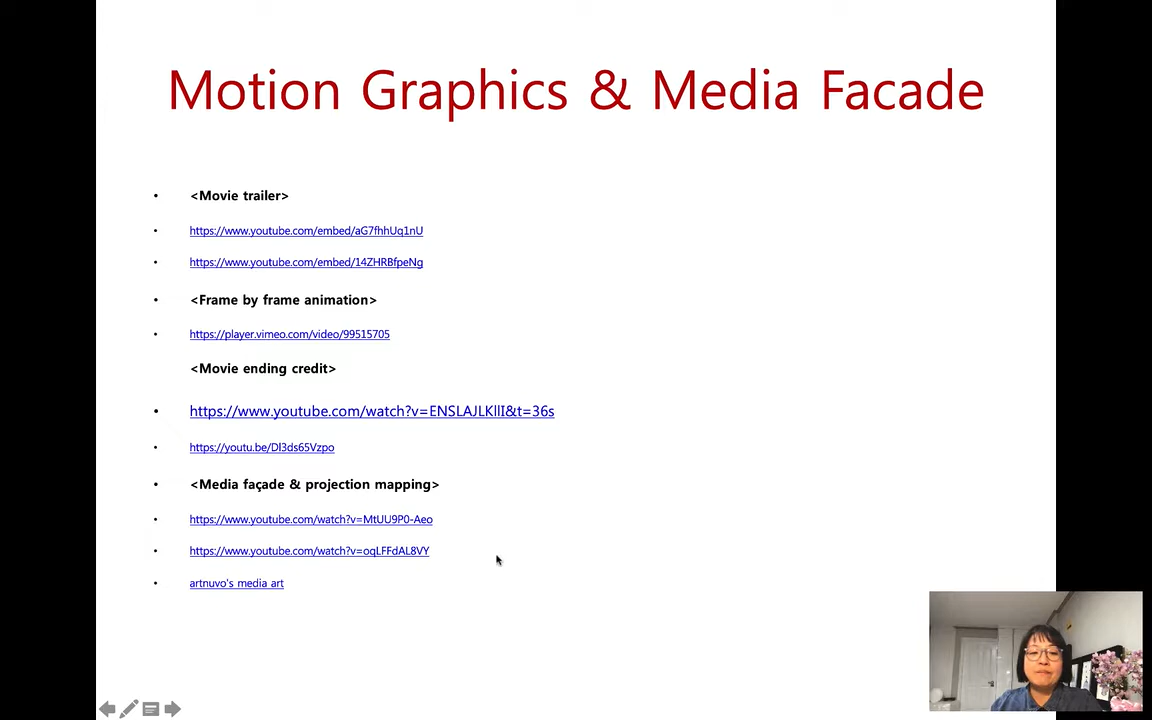 Motion Graphics & Media Facade
• <Movie trailer>
• https://www.youtube.com/embed/aG7fhhUq1nU
• https://www.youtube.com/embed/14ZHRBfpeNg
• <Frame by frame animation>
• https://player.vimeo.com/video/99515705
<Movie ending credit>
• https://www.youtube.com/watch?v=ENSLAJLKllI&t=36s
• https://youtu.be/Dl3ds65Vzpo
• <Media façade & projection mapping>
• https://www.youtube.com/watch?v=MtUU9P0-Aeo
• https://www.youtube.com/watch?v=oqLFFdAL8VY
• artnuvo's media art